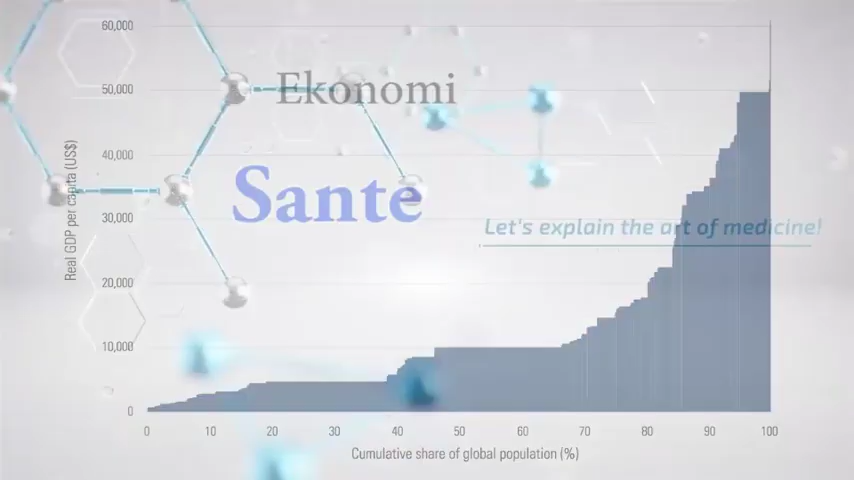 60,000
Ekonomi
50,000
40,000
Sante
30,000
Let's explain the art of medicine!
Real GDP per capita (US$)
20,000
10,000
0
0 10 20 30 40 50 60 70 80 90 100
Cumulative share of global population (%)